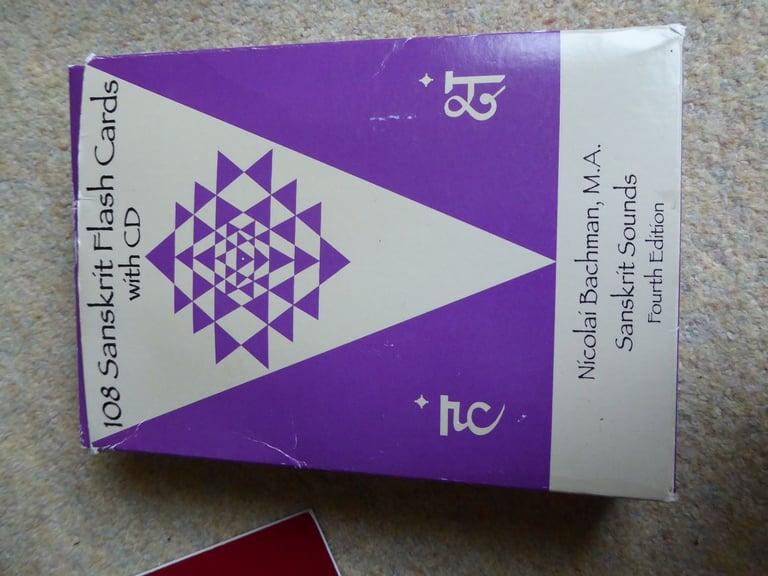 108 Sanskrit Flash Cards
with CD
हं क्षं
Nicolai Bachman, M.A.
Sanskrit Sounds
Fourth Edition